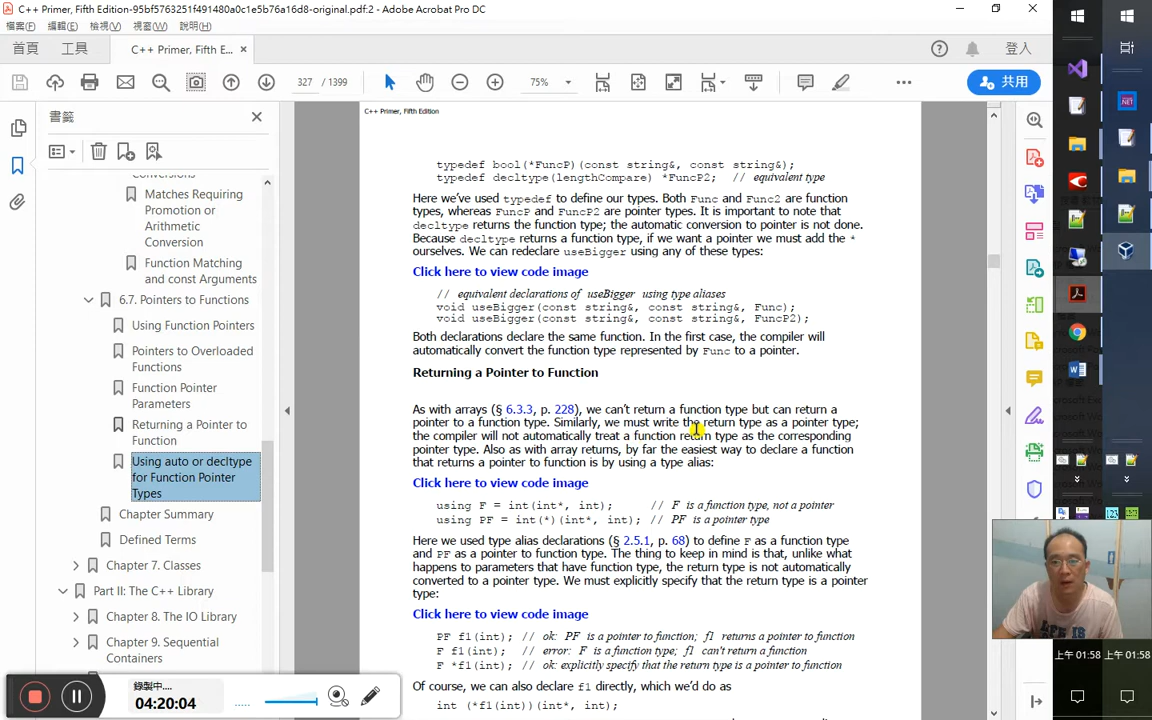 C++ Primer, Fifth Edition-95bf5763251f491480a0c1e5b76a16d8-original.pdf:2 - Adobe Acrobat Pro DC
檔案(F) 編輯(E) 檢視(V) 視窗(W) 說明(H)
首頁 工具 C++ Primer, Fifth E... × 登入
327 / 1399 75% 共用
書籤
Conversions
Matches Requiring
Promotion or
Arithmetic
Conversion
Function Matching
and const Arguments
6.7. Pointers to Functions
Using Function Pointers
Pointers to Overloaded
Functions
Function Pointer
Parameters
Returning a Pointer to
Function
Using auto or decltype
for Function Pointer
Types
Chapter Summary
Defined Terms
Chapter 7. Classes
Part II: The C++ Library
Chapter 8. The IO Library
Chapter 9. Sequential
Containers
C++ Primer, Fifth Edition
typedef bool(*FuncP)(const string&, const string&);
typedef decltype(lengthCompare) *FuncP2;  // equivalent type
Here we've used typedef to define our types. Both Func and Func2 are function
types, whereas FuncP and FuncP2 are pointer types. It is important to note that
decltype returns the function type; the automatic conversion to pointer is not done.
Because decltype returns a function type, if we want a pointer we must add the *
ourselves. We can redeclare useBigger using any of these types:
Click here to view code image
// equivalent declarations of useBigger using type aliases
void useBigger(const string&, const string&, Func);
void useBigger(const string&, const string&, FuncP2);
Both declarations declare the same function. In the first case, the compiler will
automatically convert the function type represented by Func to a pointer.
Returning a Pointer to Function
As with arrays (§ 6.3.3, p. 228), we can't return a function type but can return a
pointer to a function type. Similarly, we must write the return type as a pointer type;
the compiler will not automatically treat a function return type as the corresponding
pointer type. Also as with array returns, by far the easiest way to declare a function
that returns a pointer to function is by using a type alias:
Click here to view code image
using F = int(int*, int);     // F is a function type, not a pointer
using PF = int(*)(int*, int); // PF is a pointer type
Here we used type alias declarations (§ 2.5.1, p. 68) to define F as a function type
and PF as a pointer to function type. The thing to keep in mind is that, unlike what
happens to parameters that have function type, the return type is not automatically
converted to a pointer type. We must explicitly specify that the return type is a pointer
type:
Click here to view code image
PF f1(int); // ok: PF is a pointer to function; f1 returns a pointer to function
F f1(int);  // error: F is a function type; f1 can't return a function
F *f1(int); // ok: explicitly specify that the return type is a pointer to function
Of course, we can also declare f1 directly, which we'd do as
int (*f1(int))(int*, int);
錄製中....
04:20:04
上午 01:58 上午 01:58